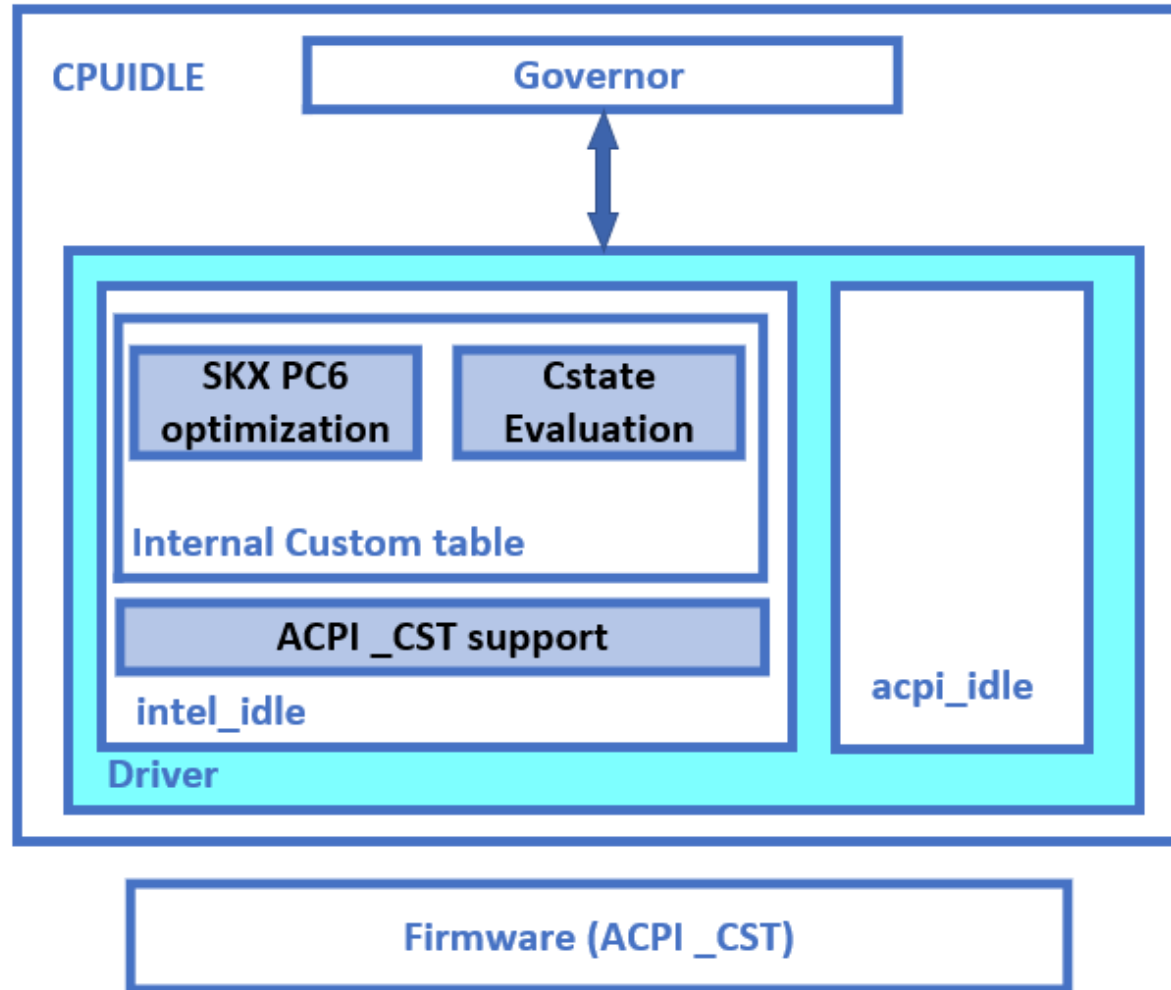 CPUIDLE
Governor
SKX PC6
optimization
Cstate
Evaluation
Internal Custom table
ACPI _CST support
intel_idle
acpi_idle
Driver
Firmware (ACPI _CST)